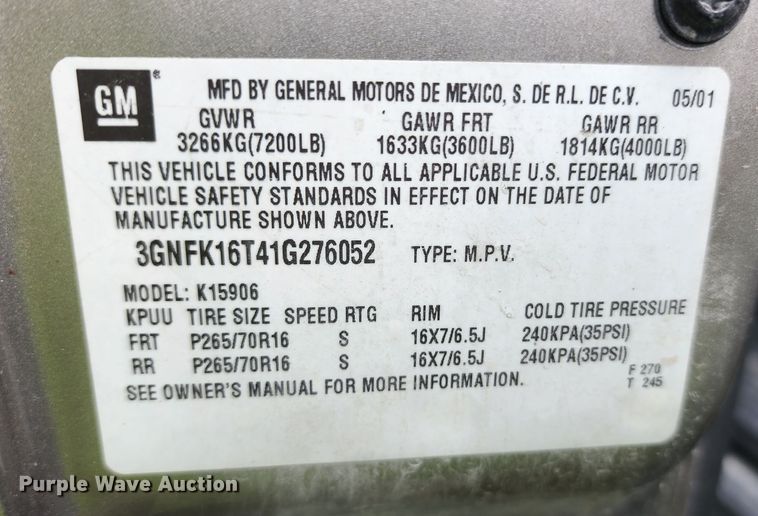 GM ®
MFD BY GENERAL MOTORS DE MEXICO, S. DE R.L. DE C.V. 05/01
GVWR GAWR FRT GAWR RR
3266KG(7200LB) 1633KG(3600LB) 1814KG(4000LB)
THIS VEHICLE CONFORMS TO ALL APPLICABLE U.S. FEDERAL MOTOR
VEHICLE SAFETY STANDARDS IN EFFECT ON THE DATE OF
MANUFACTURE SHOWN ABOVE.
3GNFK16T41G276052 TYPE: M.P.V.
MODEL: K15906
KPUU TIRE SIZE SPEED RTG RIM COLD TIRE PRESSURE
FRT P265/70R16 S 16X7/6.5J 240KPA(35PSI)
RR P265/70R16 S 16X7/6.5J 240KPA(35PSI)
SEE OWNER'S MANUAL FOR MORE INFORMATION.
F 270
T 245
Purple Wave Auction